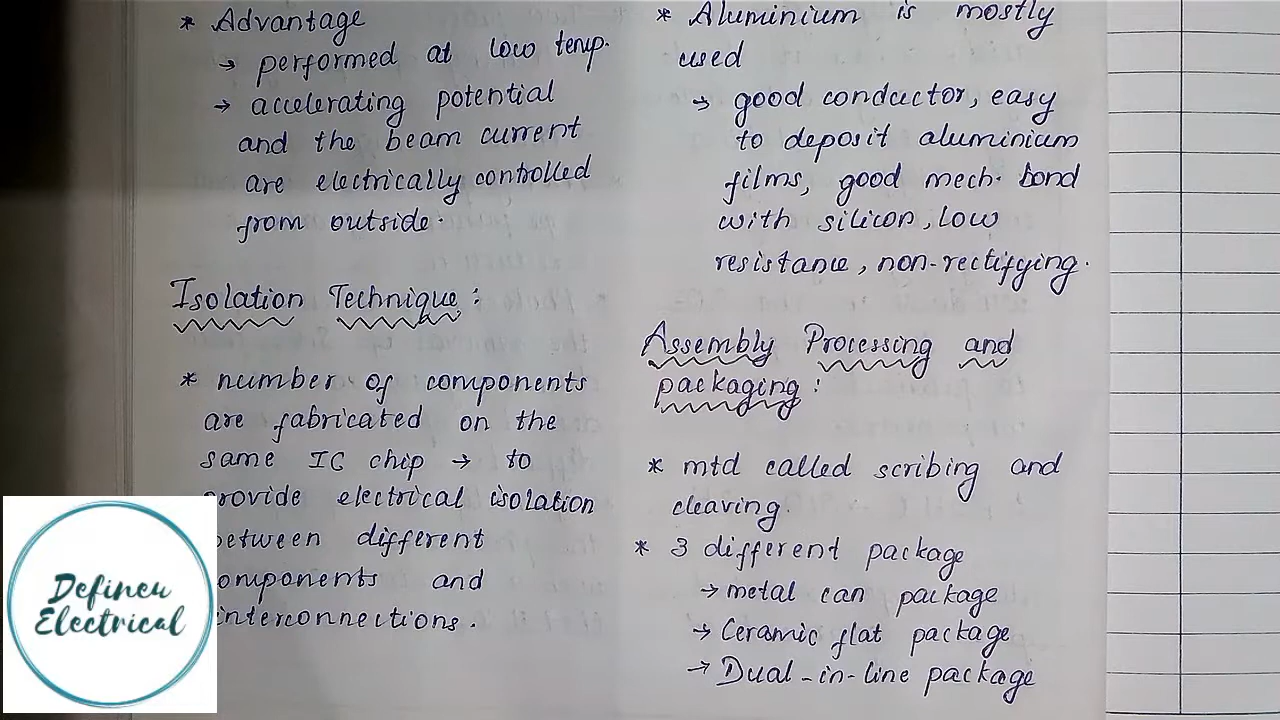 * Advantage
→ performed at low temp.
→ accelerating potential
and the beam current
are electrically controlled
from outside.
Isolation Technique :
* number of components
are fabricated on the
same IC chip → to
provide electrical isolation
between different
components and
interconnections.
* Aluminium is mostly
used
→ good conductor, easy
to deposit aluminium
films, good mech. bond
with silicon, low
resistance, non-rectifying.
Assembly Processing and
packaging :
* mtd called scribing and
cleaving
* 3 different package
→ metal can package
→ Ceramic flat package
→ Dual-in-line package
Defineu
Electrical